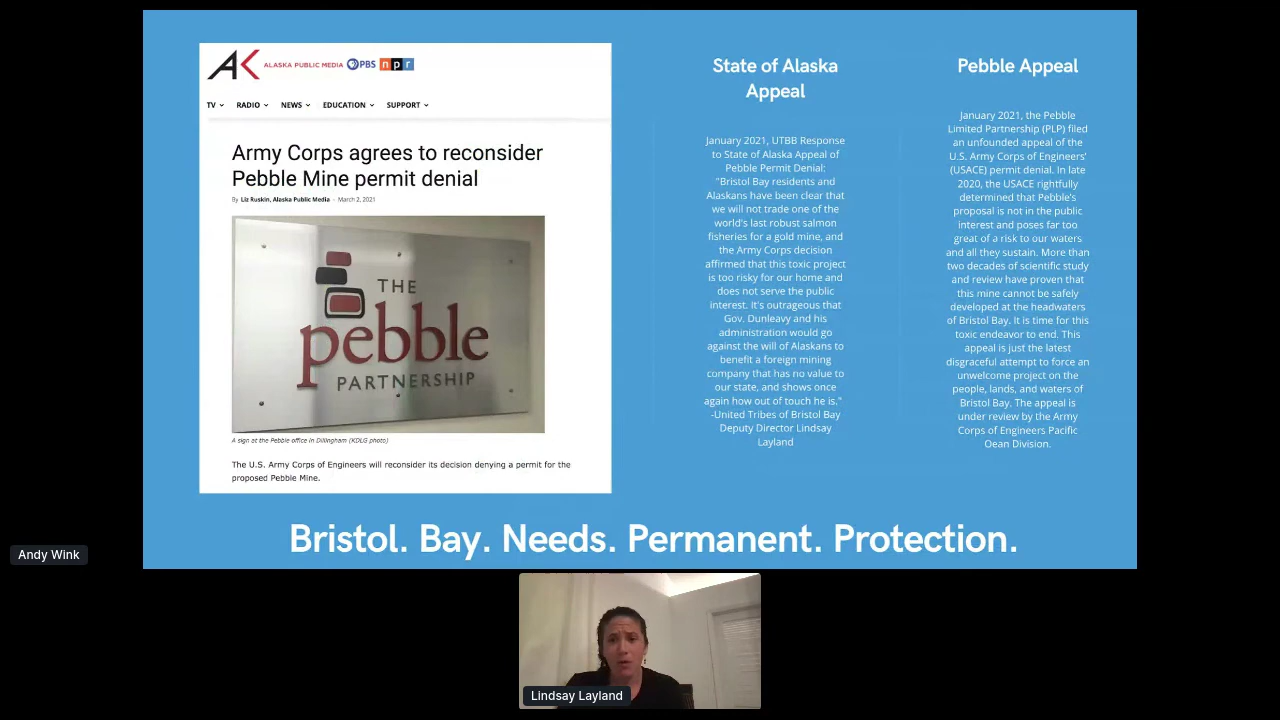 AK ALASKA PUBLIC MEDIA PBS npr
TV RADIO NEWS EDUCATION SUPPORT
Army Corps agrees to reconsider
Pebble Mine permit denial
By Liz Ruskin, Alaska Public Media - March 2, 2021
THE
pebble
PARTNERSHIP
A sign at the Pebble office in Dillingham (KDLG photo)
The U.S. Army Corps of Engineers will reconsider its decision denying a permit for the
proposed Pebble Mine.
State of Alaska
Appeal
January 2021, UTBB Response
to State of Alaska Appeal of
Pebble Permit Denial:
"Bristol Bay residents and
Alaskans have been clear that
we will not trade one of the
world's last robust salmon
fisheries for a gold mine, and
the Army Corps decision
affirmed that this toxic project
is too risky for our home and
does not serve the public
interest. It's outrageous that
Gov. Dunleavy and his
administration would go
against the will of Alaskans to
benefit a foreign mining
company that has no value to
our state, and shows once
again how out of touch he is."
-United Tribes of Bristol Bay
Deputy Director Lindsay
Layland
Pebble Appeal
January 2021, the Pebble
Limited Partnership (PLP) filed
an unfounded appeal of the
U.S. Army Corps of Engineers'
(USACE) permit denial. In late
2020, the USACE rightfully
determined that Pebble's
proposal is not in the public
interest and poses far too
great of a risk to our waters
and all they sustain. More than
two decades of scientific study
and review have proven that
this mine cannot be safely
developed at the headwaters
of Bristol Bay. It is time for this
toxic endeavor to end. This
appeal is just the latest
disgraceful attempt to force an
unwelcome project on the
people, lands, and waters of
Bristol Bay. The appeal is
under review by the Army
Corps of Engineers Pacific
Oean Division.
Bristol. Bay. Needs. Permanent. Protection.
Andy Wink
Lindsay Layland